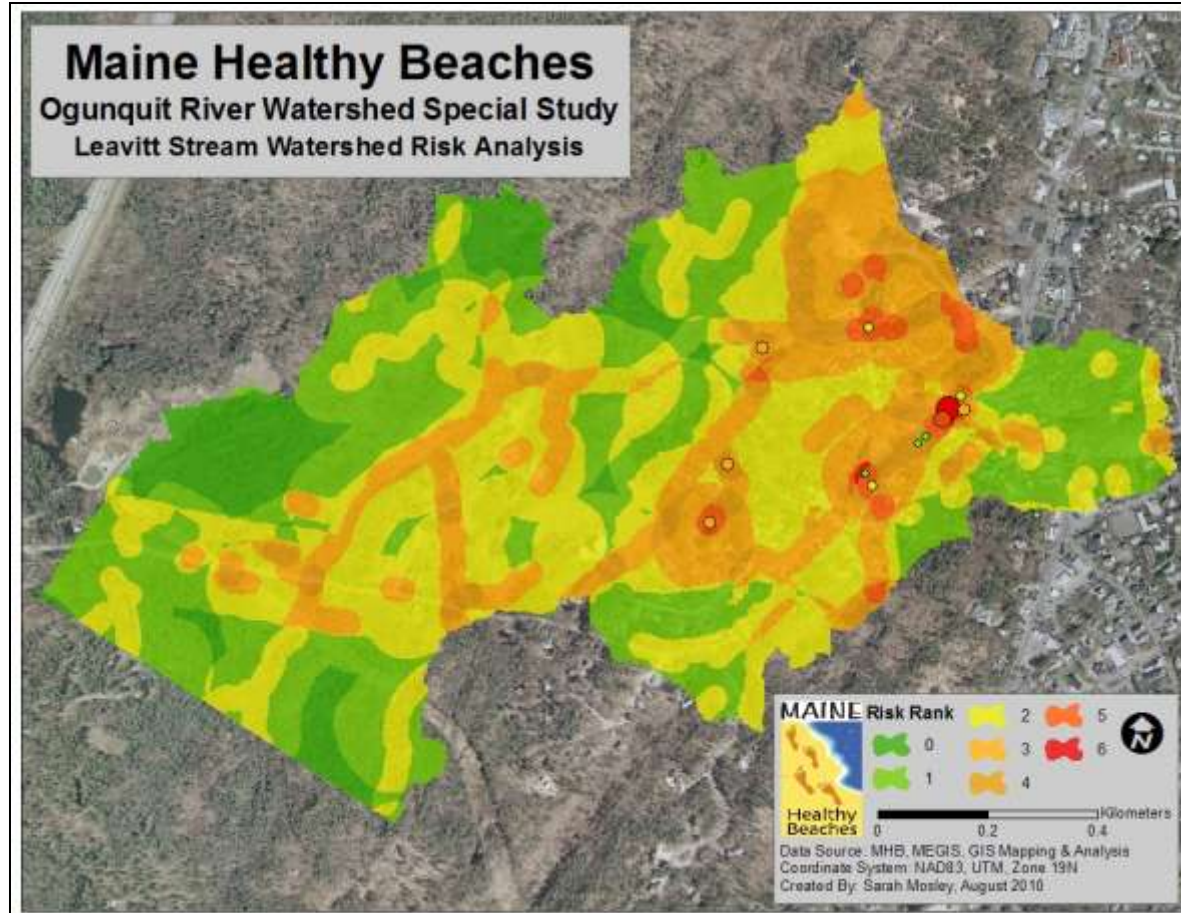 Maine Healthy Beaches
Ogunquit River Watershed Special Study
Leavitt Stream Watershed Risk Analysis
MAINE
Healthy
Beaches
Risk Rank
0
1
2
3
4
5
6
N
Kilometers
0 0.2 0.4
Data Source: MHB, MEGIS, GIS Mapping & Analysis
Coordinate System: NAD83, UTM, Zone 19N
Created By: Sarah Mosley, August 2010